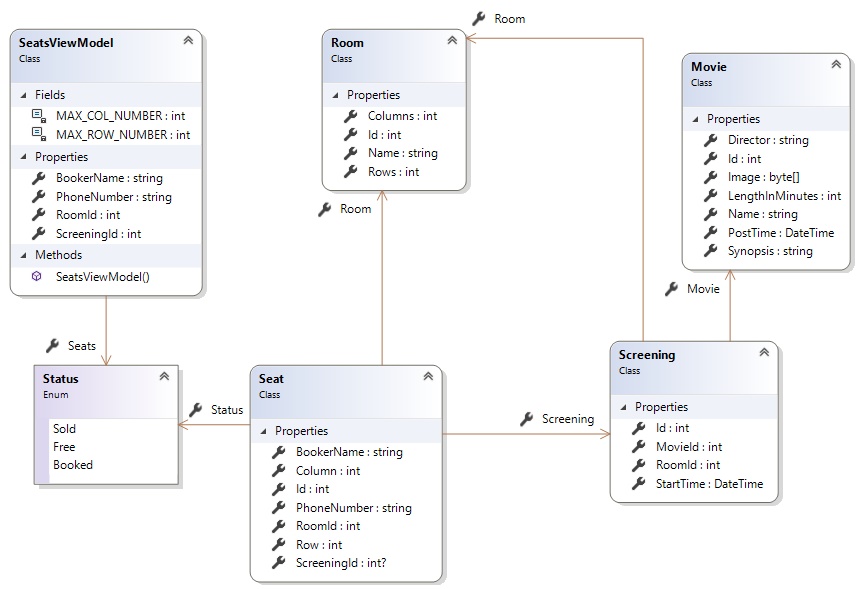 SeatsViewModel
Class
Fields
MAX_COL_NUMBER : int
MAX_ROW_NUMBER : int
Properties
BookerName : string
PhoneNumber : string
RoomId : int
ScreeningId : int
Methods
SeatsViewModel()
Seats
Room
Class
Properties
Columns : int
Id : int
Name : string
Rows : int
Room
Room
Movie
Class
Properties
Director : string
Id : int
Image : byte[]
LengthInMinutes : int
Name : string
PostTime : DateTime
Synopsis : string
Movie
Status
Enum
Sold
Free
Booked
Status
Seat
Class
Properties
BookerName : string
Column : int
Id : int
PhoneNumber : string
RoomId : int
Row : int
ScreeningId : int?
Screening
Screening
Class
Properties
Id : int
MovieId : int
RoomId : int
StartTime : DateTime